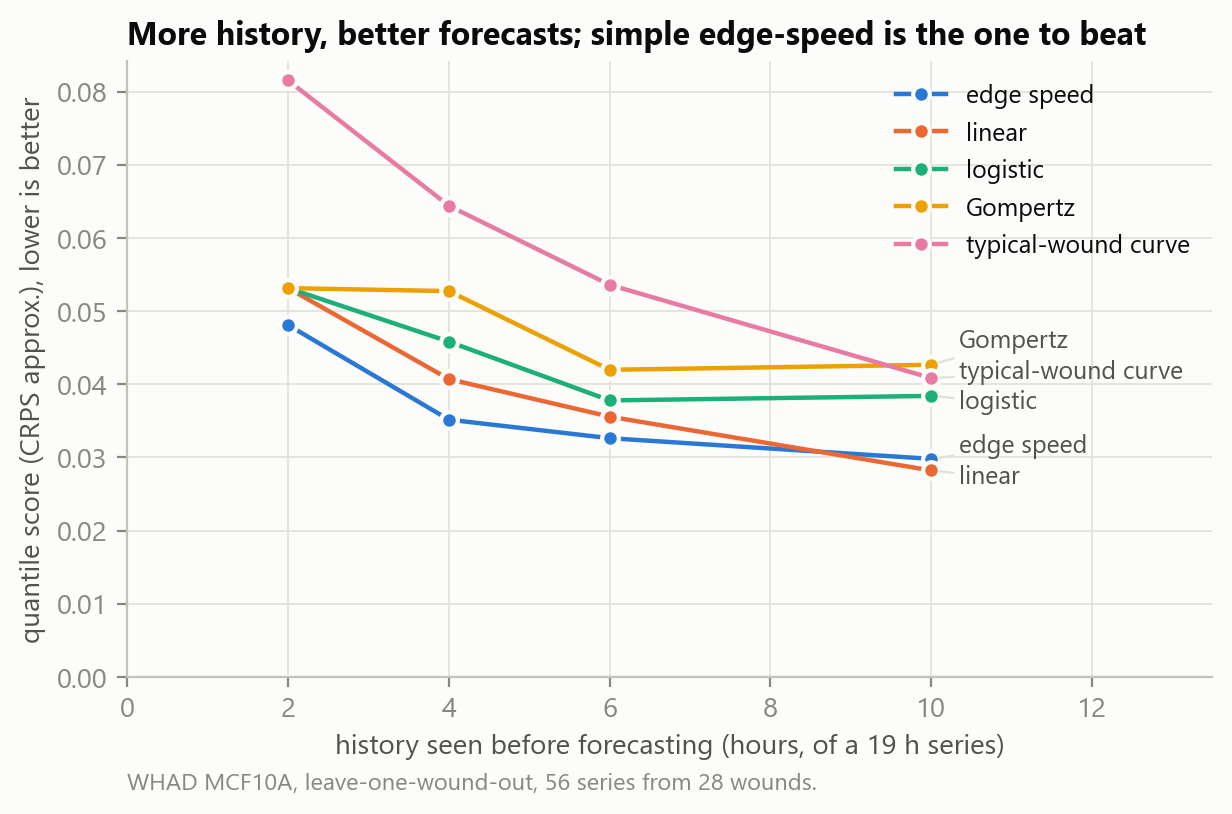 More history, better forecasts; simple edge-speed is the one to beat
quantile score (CRPS approx.), lower is better
0.08
0.07
0.06
0.05
0.04
0.03
0.02
0.01
0.00
edge speed
linear
logistic
Gompertz
typical-wound curve
Gompertz
typical-wound curve
logistic
edge speed
linear
0 2 4 6 8 10 12
history seen before forecasting (hours, of a 19 h series)
WHAD MCF10A, leave-one-wound-out, 56 series from 28 wounds.